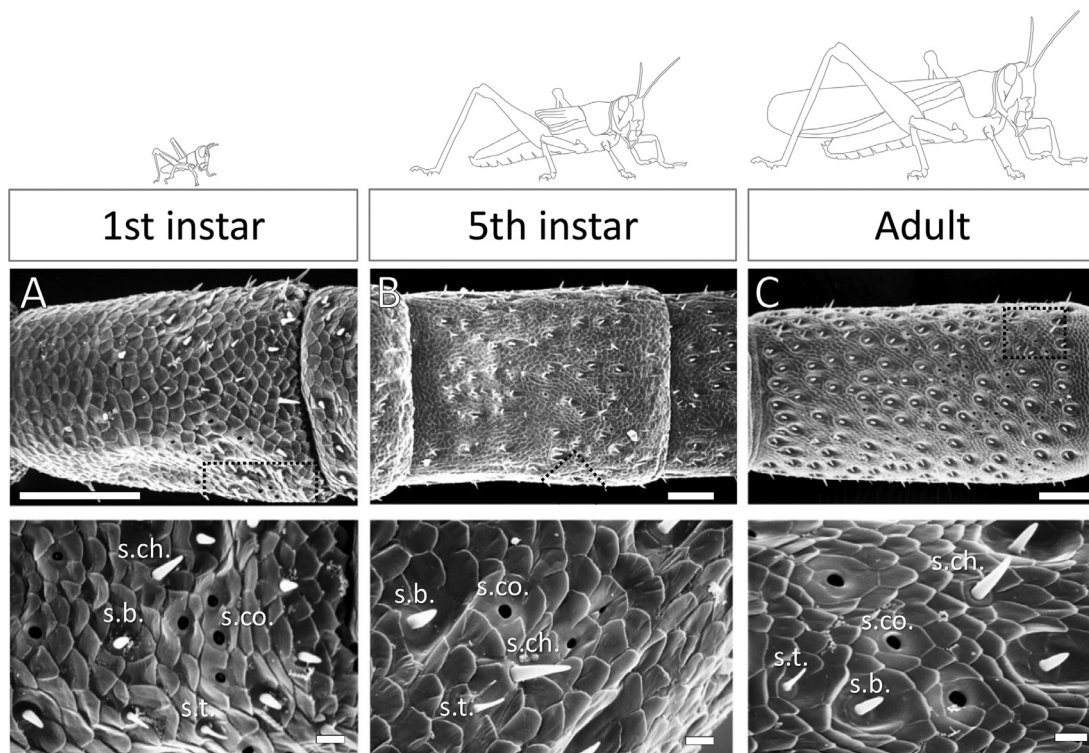 1st instar
5th instar
Adult
A
B
C
s.ch.
s.b.
s.co.
s.t.
s.b.
s.co.
s.ch.
s.t.
s.ch.
s.co.
s.t.
s.b.